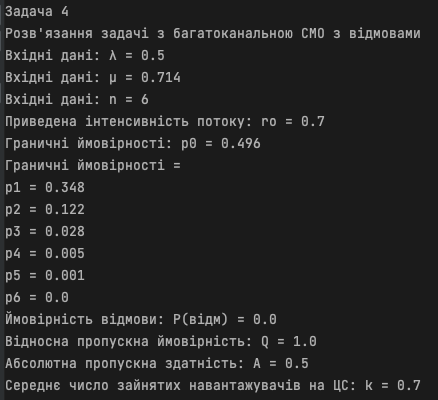 Задача 4
Розв'язання задачі з багатоканальною СМО з відмовами
Вхідні дані: λ = 0.5
Вхідні дані: μ = 0.714
Вхідні дані: n = 6
Приведена інтенсивність потоку: ro = 0.7
Граничні ймовірності: p0 = 0.496
Граничні ймовірності =
p1 = 0.348
p2 = 0.122
p3 = 0.028
p4 = 0.005
p5 = 0.001
p6 = 0.0
Ймовірність відмови: P(відм) = 0.0
Відносна пропускна ймовірність: Q = 1.0
Абсолютна пропускна здатність: A = 0.5
Середнє число зайнятих навантажувачів на ЦС: k = 0.7